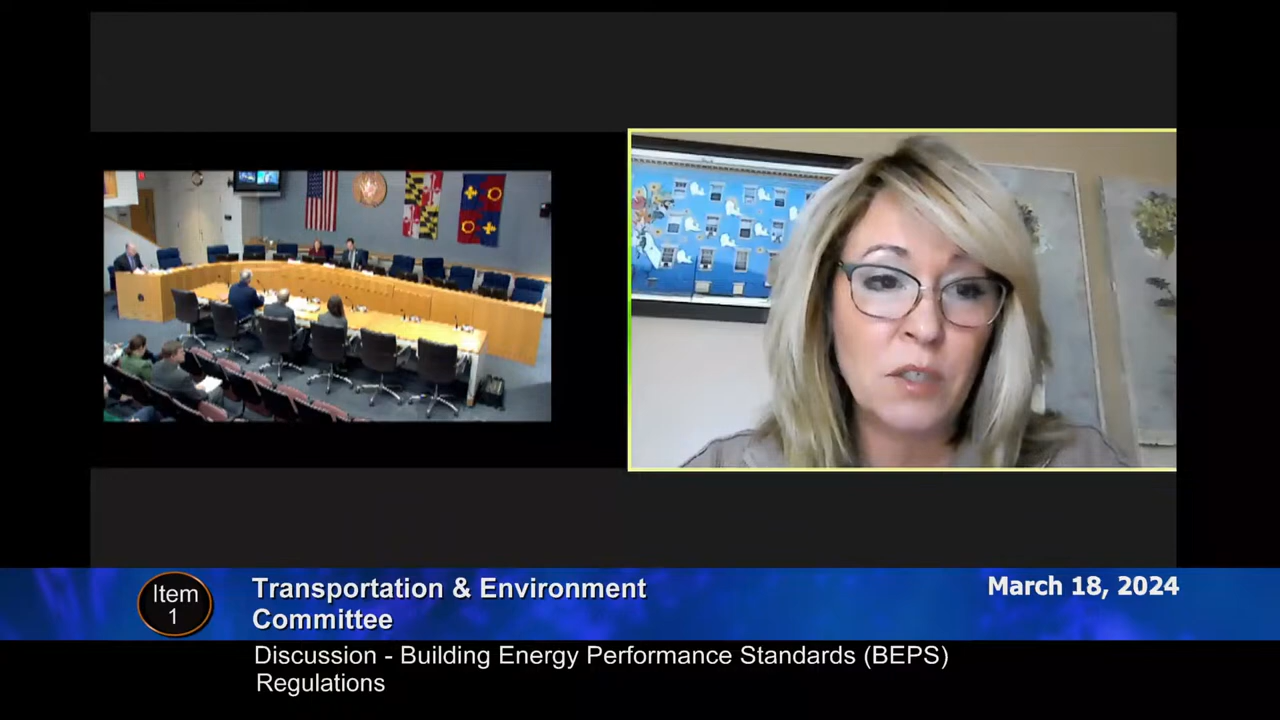 Item
1
Transportation & Environment
Committee
March 18, 2024
Discussion - Building Energy Performance Standards (BEPS)
Regulations